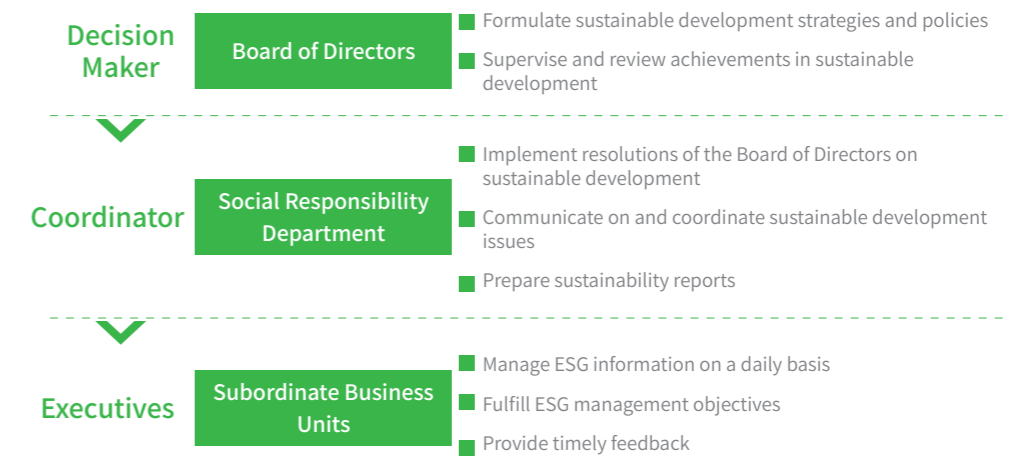 Decision
Maker
Board of Directors
Formulate sustainable development strategies and policies
Supervise and review achievements in sustainable
development
Coordinator
Social Responsibility
Department
Implement resolutions of the Board of Directors on
sustainable development
Communicate on and coordinate sustainable development
issues
Prepare sustainability reports
Executives
Subordinate Business
Units
Manage ESG information on a daily basis
Fulfill ESG management objectives
Provide timely feedback